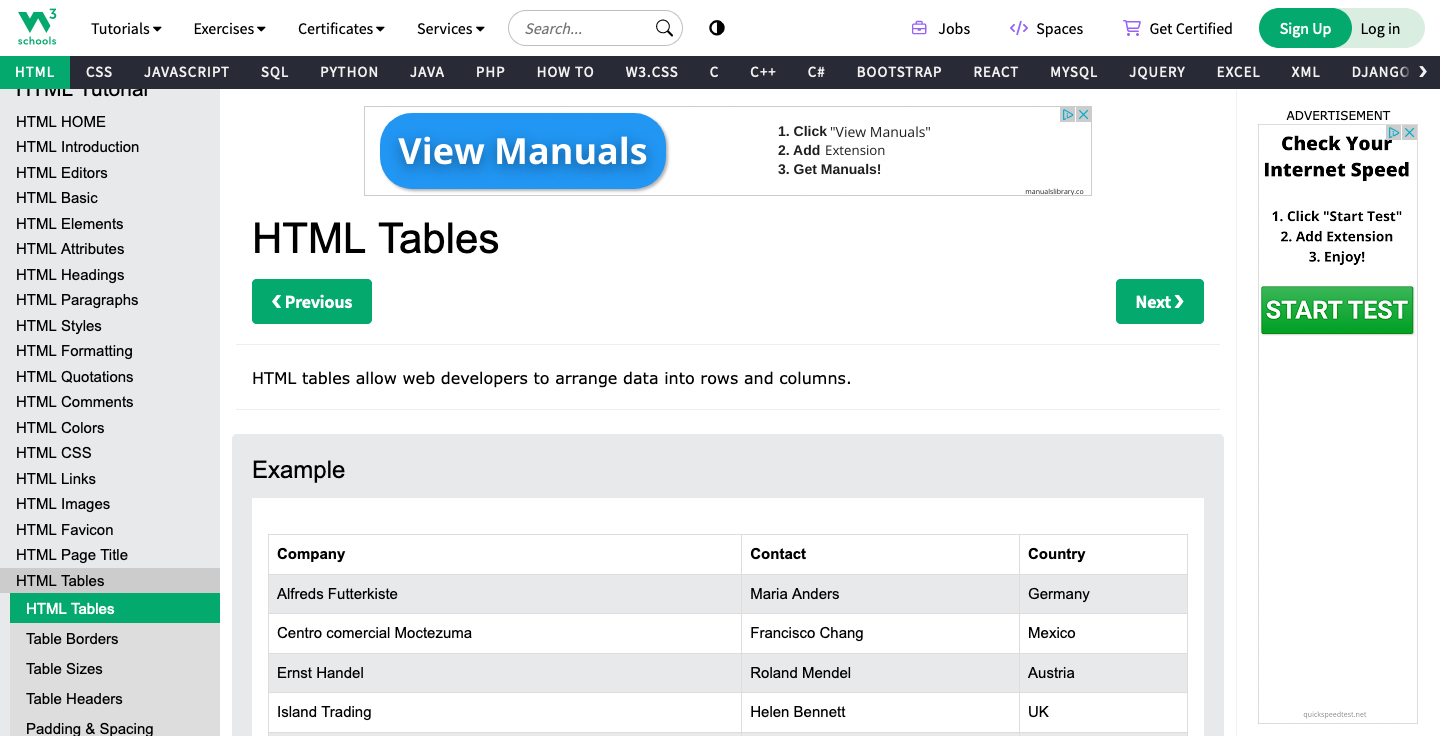 W3
schools
Tutorials Exercises Certificates Services Search... Jobs Spaces Get Certified Sign Up Log in
HTML CSS JAVASCRIPT SQL PYTHON JAVA PHP HOW TO W3.CSS C C++ C# BOOTSTRAP REACT MYSQL JQUERY EXCEL XML DJANGO ❯
HTML Tutorial
HTML HOME
HTML Introduction
HTML Editors
HTML Basic
HTML Elements
HTML Attributes
HTML Headings
HTML Paragraphs
HTML Styles
HTML Formatting
HTML Quotations
HTML Comments
HTML Colors
HTML CSS
HTML Links
HTML Images
HTML Favicon
HTML Page Title
HTML Tables
HTML Tables
Table Borders
Table Sizes
Table Headers
Padding & Spacing
View Manuals
1. Click "View Manuals"
2. Add Extension
3. Get Manuals!
manualslibrary.co
HTML Tables
❮ Previous
Next ❯
HTML tables allow web developers to arrange data into rows and columns.
Example
Company Contact Country
Alfreds Futterkiste Maria Anders Germany
Centro comercial Moctezuma Francisco Chang Mexico
Ernst Handel Roland Mendel Austria
Island Trading Helen Bennett UK
ADVERTISEMENT
Check Your
Internet Speed
1. Click "Start Test"
2. Add Extension
3. Enjoy!
START TEST
quickspeedtest.net